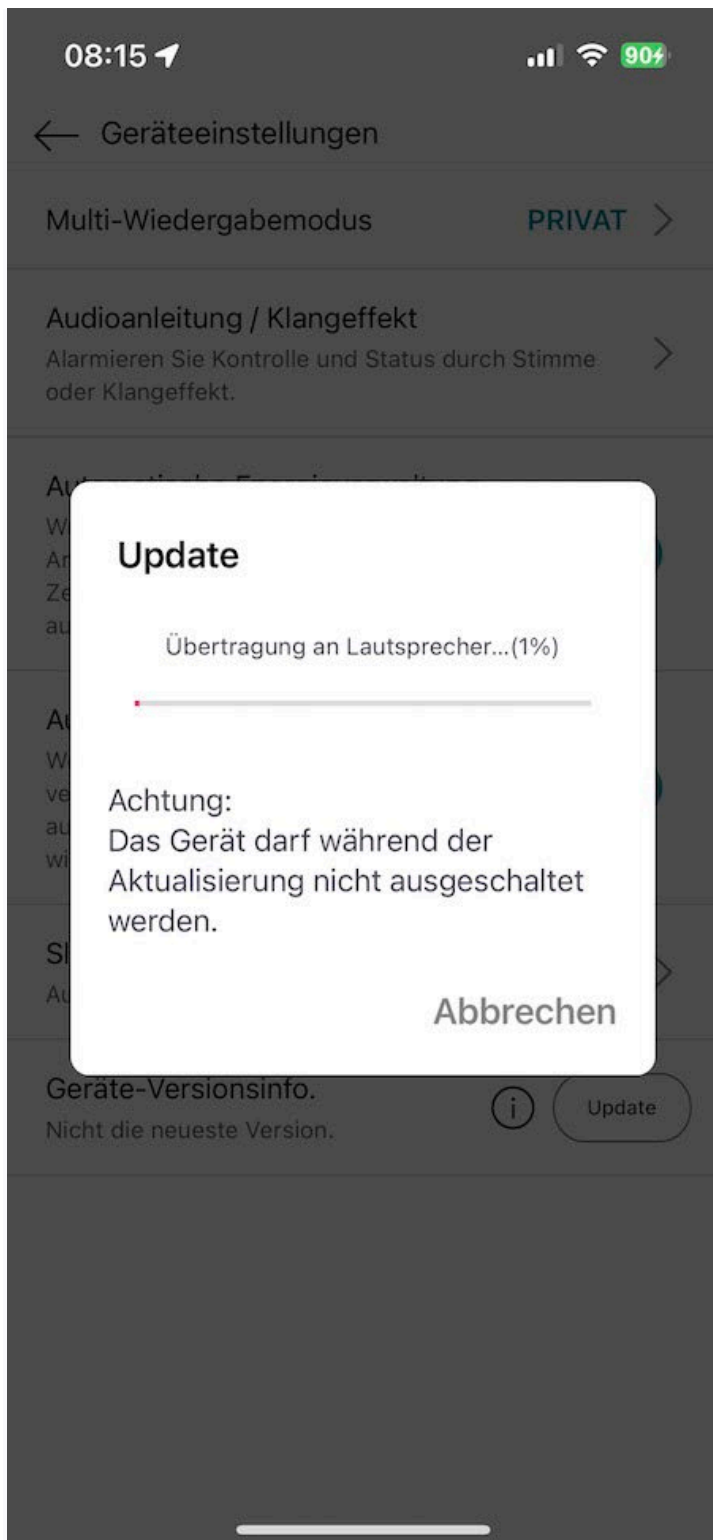 08:15
90
Geräteeinstellungen
Multi-Wiedergabemodus PRIVAT
Audioanleitung / Klangeffekt
Alarmieren Sie Kontrolle und Status durch Stimme
oder Klangeffekt.
Update
Übertragung an Lautsprecher...(1%)
Achtung:
Das Gerät darf während der
Aktualisierung nicht ausgeschaltet
werden.
Abbrechen
Geräte-Versionsinfo.
Nicht die neueste Version.
Update